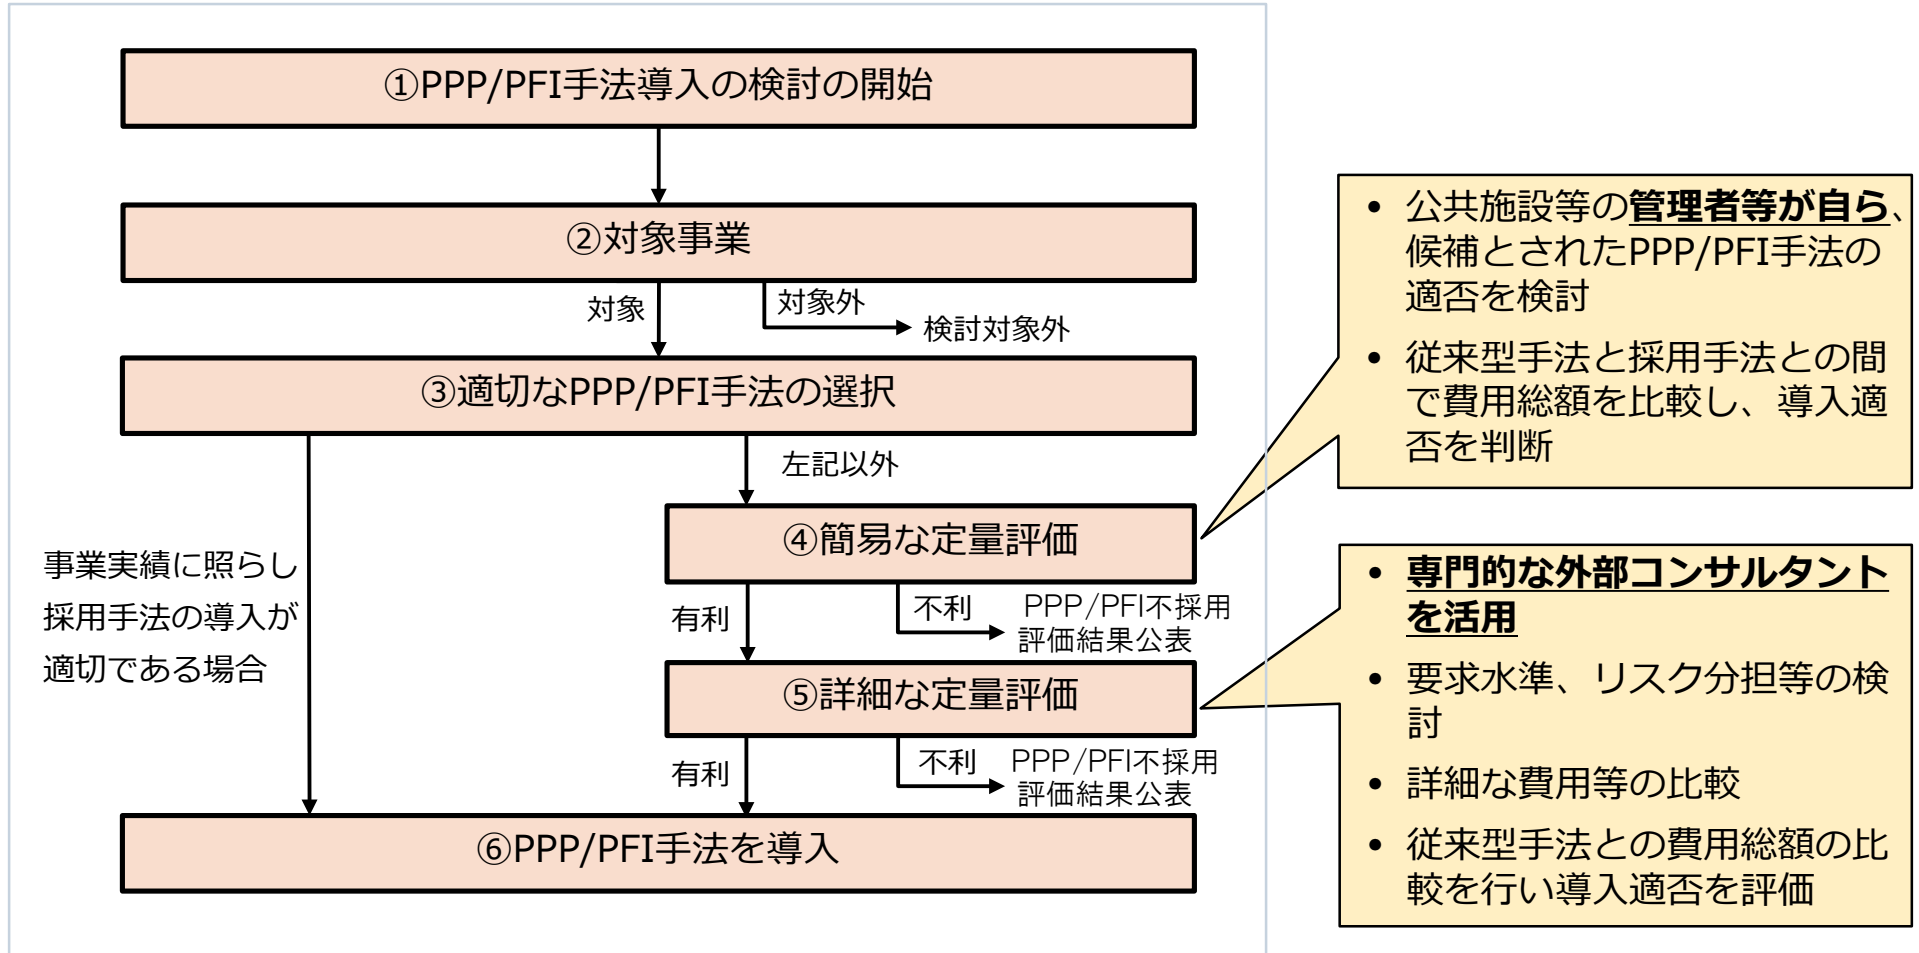 ①PPP/PFI手法導入の検討の開始
②対象事業
対象
対象外
検討対象外
③適切なPPP/PFI手法の選択
左記以外
事業実績に照らし
採用手法の導入が
適切である場合
④簡易な定量評価
有利
不利
PPP/PFI不採用
評価結果公表
⑤詳細な定量評価
有利
不利
PPP/PFI不採用
評価結果公表
⑥PPP/PFI手法を導入
• 公共施設等の管理者等が自ら、
候補とされたPPP/PFI手法の
適否を検討
• 従来型手法と採用手法との間
で費用総額を比較し、導入適
否を判断
• 専門的な外部コンサルタント
を活用
• 要求水準、リスク分担等の検
討
• 詳細な費用等の比較
• 従来型手法との費用総額の比
較を行い導入適否を評価